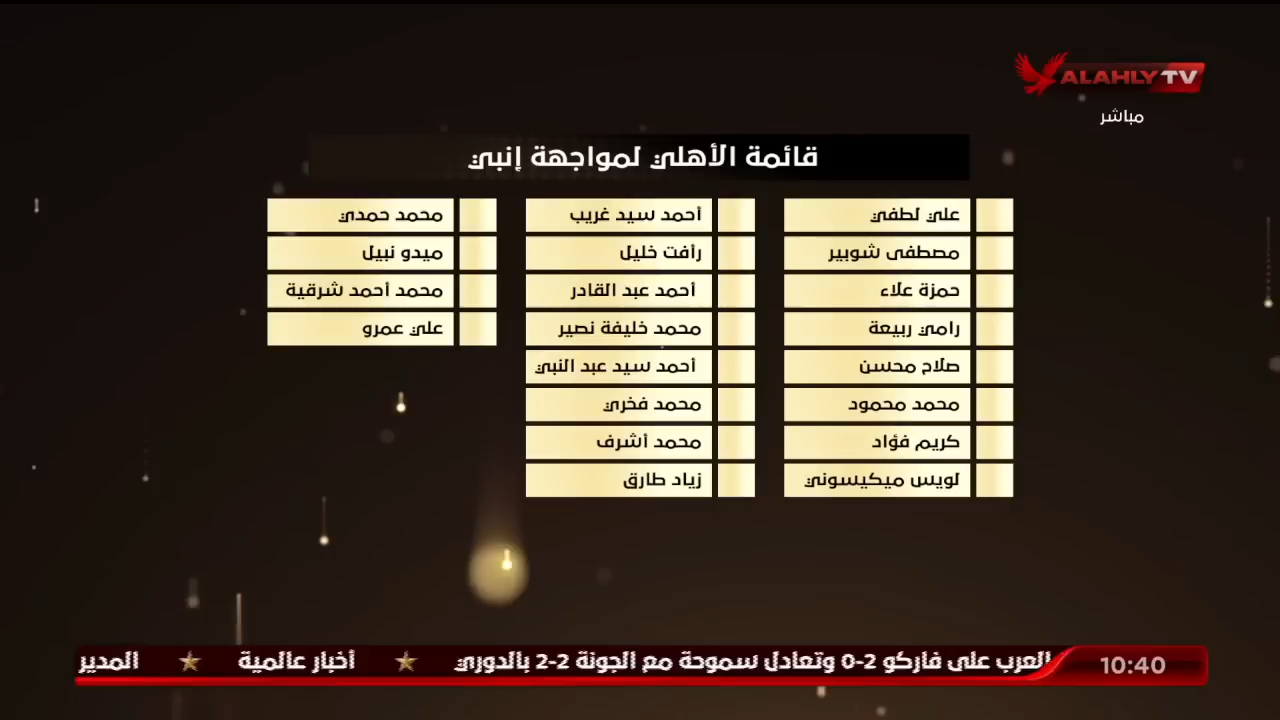 ALAHLY TV
مباشر
قائمة الأهلي لمواجهة إنبي
علي لطفي
مصطفى شوبير
حمزة علاء
رامي ربيعة
صلاح محسن
محمد محمود
كريم فؤاد
لويس ميكيسوني
أحمد سيد غريب
رأفت خليل
أحمد عبد القادر
محمد خليفة نصير
أحمد سيد عبد النبي
محمد فخري
محمد أشرف
زياد طارق
محمد حمدي
ميدو نبيل
محمد أحمد شرقية
علي عمرو
10:40
العرب على فاركو 2-0 وتعادل سموحة مع الجونة 2-2 بالدوري ★ أخبار عالمية ★ المدير